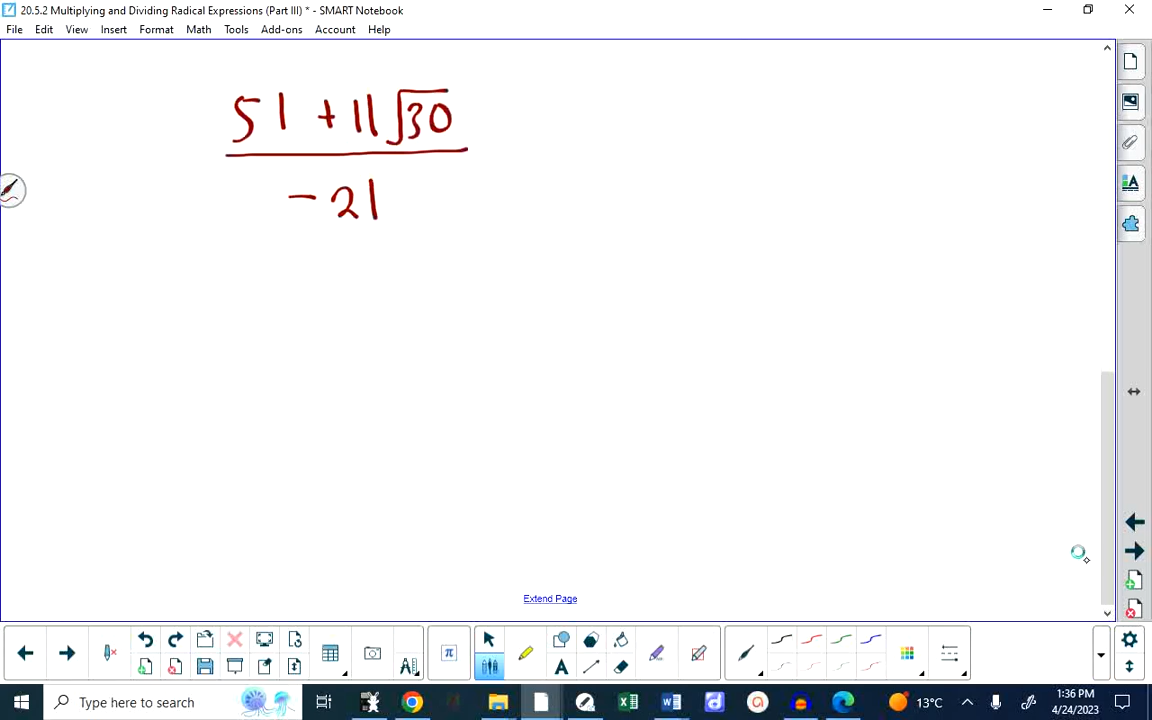 20.5.2 Multiplying and Dividing Radical Expressions (Part III) * - SMART Notebook
File Edit View Insert Format Math Tools Add-ons Account Help
51 + 11√30
-21
Extend Page
π
Type here to search
13°C
1:36 PM
4/24/2023